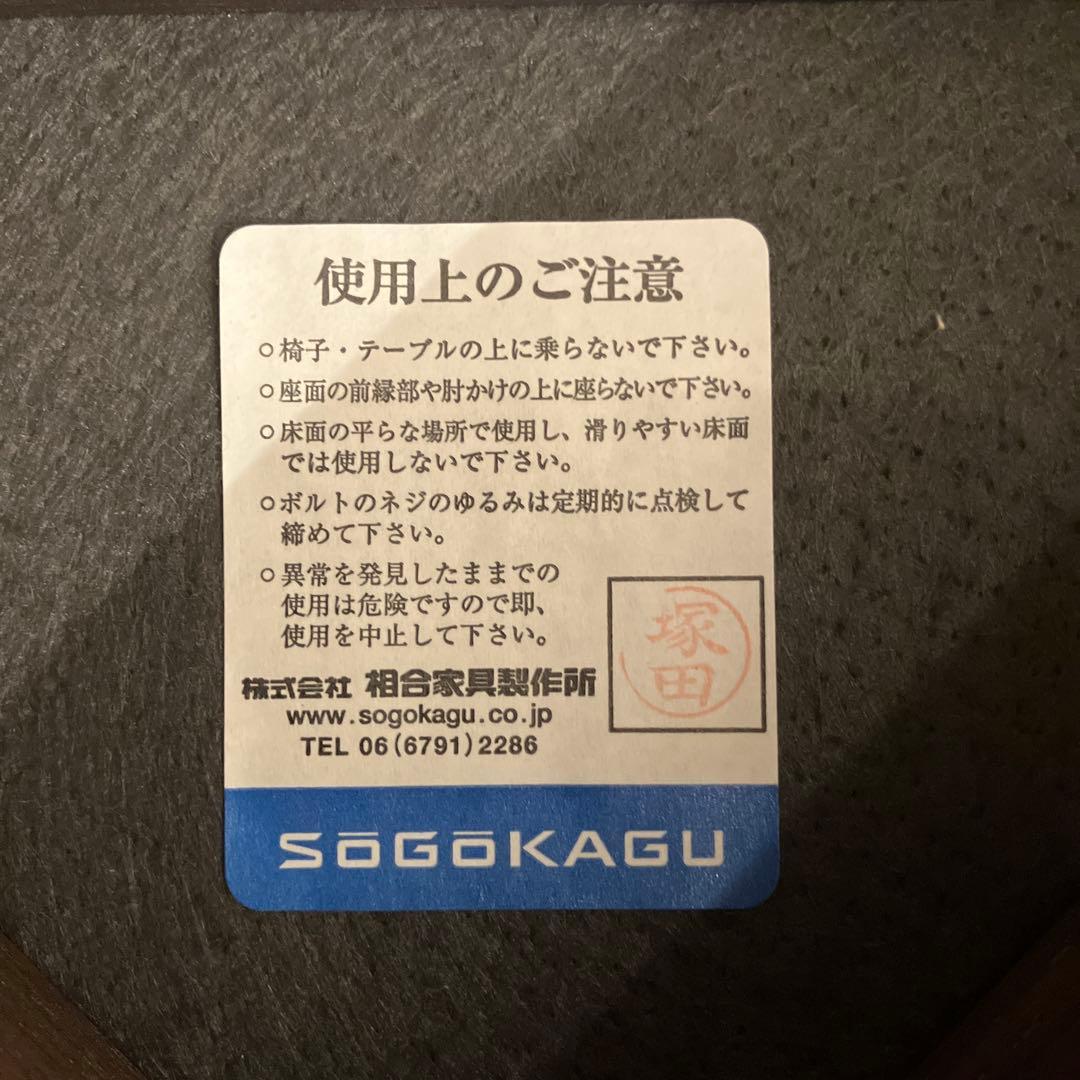 使用上のご注意
○椅子・テーブルの上に乗らないで下さい。
○座面の前縁部や肘かけの上に座らないで下さい。
○床面の平らな場所で使用し、滑りやすい床面
では使用しないで下さい。
○ボルトのネジのゆるみは定期的に点検して
締めて下さい。
○異常を発見したままでの
使用は危険ですので即、
使用を中止して下さい。
塚田
株式会社 相合家具製作所
www.sogokagu.co.jp
TEL 06(6791)2286
SōGōKAGU